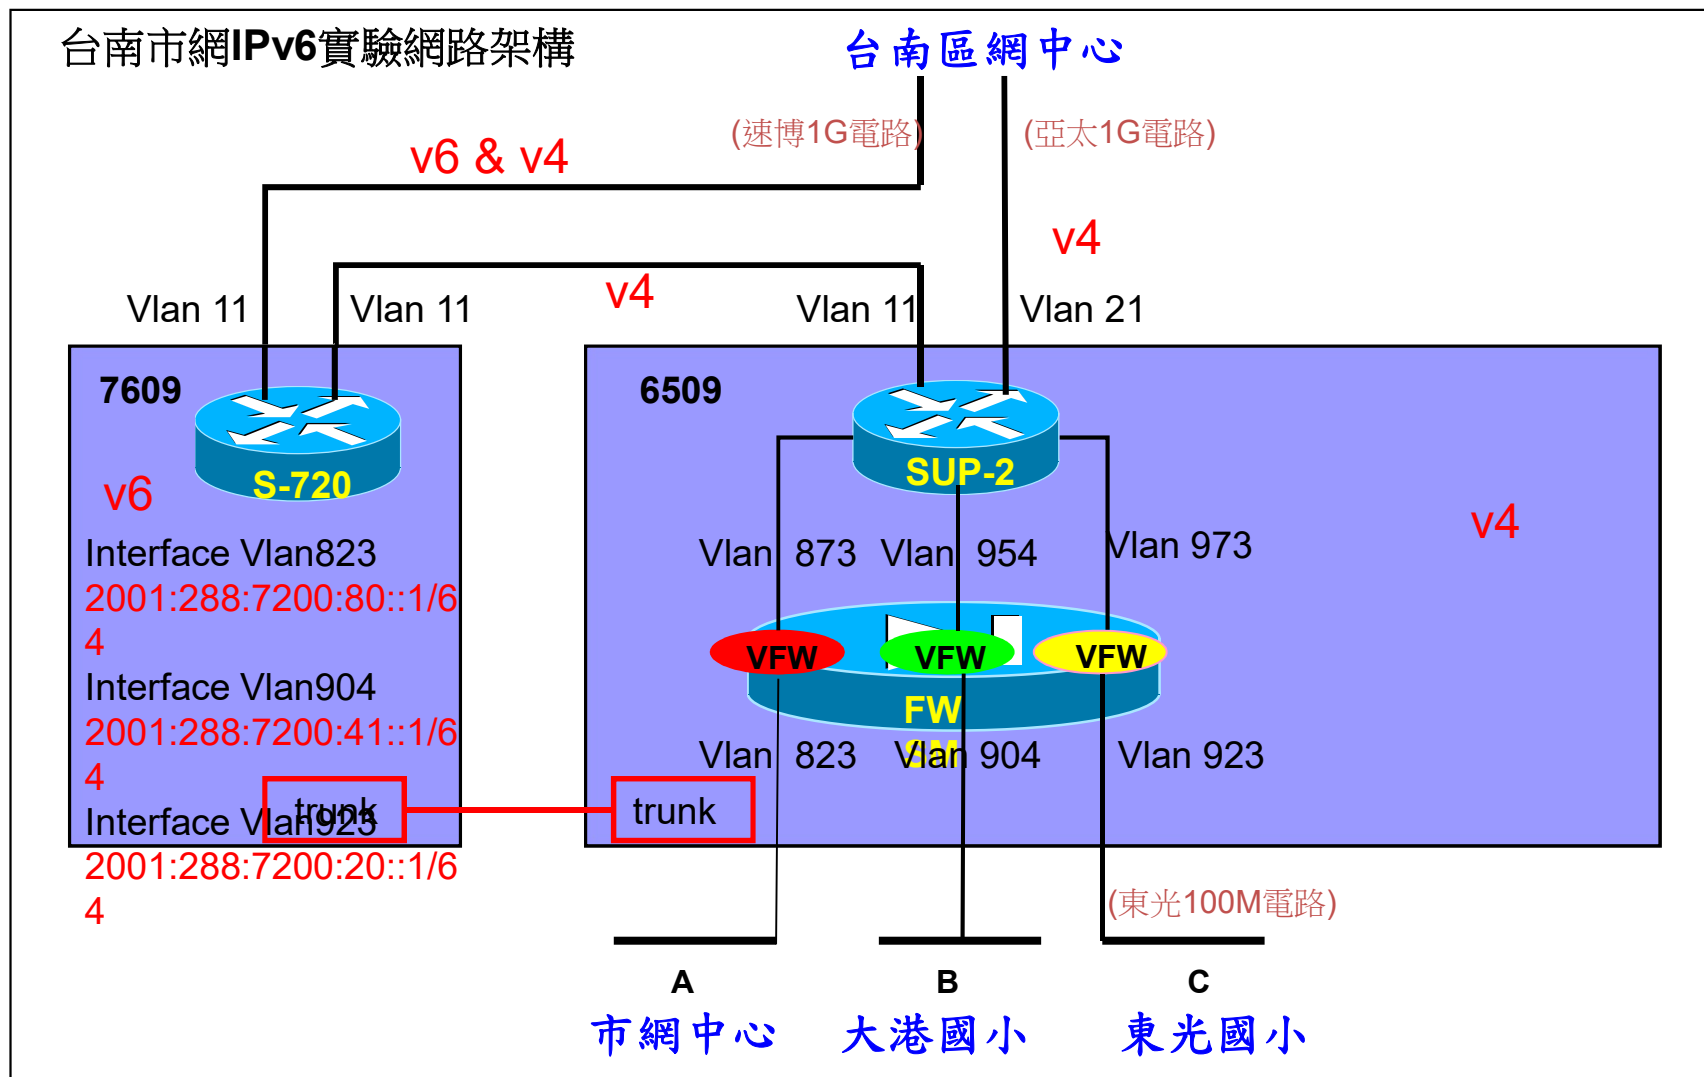 台南市網IPv6實驗網路架構
台南區網中心
(速博1G電路)
(亞太1G電路)
v6 & v4
v4
v4
Vlan 11
Vlan 11
Vlan 11
Vlan 21
7609
6509
S-720
SUP-2
v6
v4
Interface Vlan823
2001:288:7200:80::1/6
4
Interface Vlan904
2001:288:7200:41::1/6
4
Interface Vlan923
2001:288:7200:20::1/6
4
trunk
trunk
Vlan 873
Vlan 954
Vlan 973
VFW
VFW
VFW
FW
SM
Vlan 823
Vlan 904
Vlan 923
(東光100M電路)
A
B
C
市網中心
大港國小
東光國小